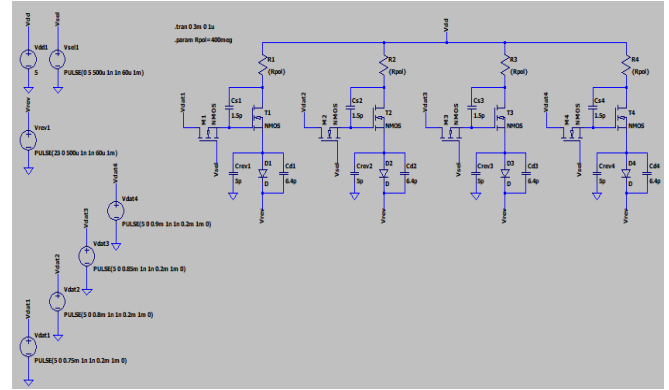 Vdd
Vsel
.tran 0 3m 0 1u
.param Rpol=400meg
Vdd
Vdd1
5
Vsel1
PULSE(0 5 500u 1n 1n 60u 1m)
Vrev
Vrev1
PULSE(23 0 500u 1n 1n 60u 1m)
R1
{Rpol}
R2
{Rpol}
R3
{Rpol}
R4
{Rpol}
Vdat1
M1
NMOS
Cs1
1.5p
T1
NMOS
Vsel
Vdat2
M2
NMOS
Cs2
1.5p
T2
NMOS
Vsel
Vdat3
M3
NMOS
Cs3
1.5p
T3
NMOS
Vsel
Vdat4
M4
NMOS
Cs4
1.5p
T4
NMOS
Vsel
Crev1
5p
D1
D
Cd1
6.4p
Vrev
Crev2
5p
D2
D
Cd2
6.4p
Vrev
Crev3
5p
D3
D
Cd3
6.4p
Vrev
Crev4
5p
D4
D
Cd4
6.4p
Vrev
Vdat4
Vdat4
PULSE(5 0 0.9m 1n 1n 0.2m 1m 0)
Vdat3
Vdat3
PULSE(5 0 0.85m 1n 1n 0.2m 1m 0)
Vdat2
Vdat2
PULSE(5 0 0.8m 1n 1n 0.2m 1m 0)
Vdat1
Vdat1
PULSE(5 0 0.75m 1n 1n 0.2m 1m 0)